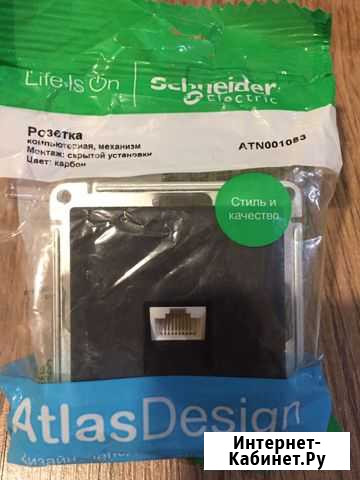 Life Is On
Schneider
Electric
Розетка
компьютерная, механизм
Монтаж: скрытой установки
Цвет: карбон
ATN001083
Стиль и
качество
AtlasDesign
Интернет-
Кабинет.Ру